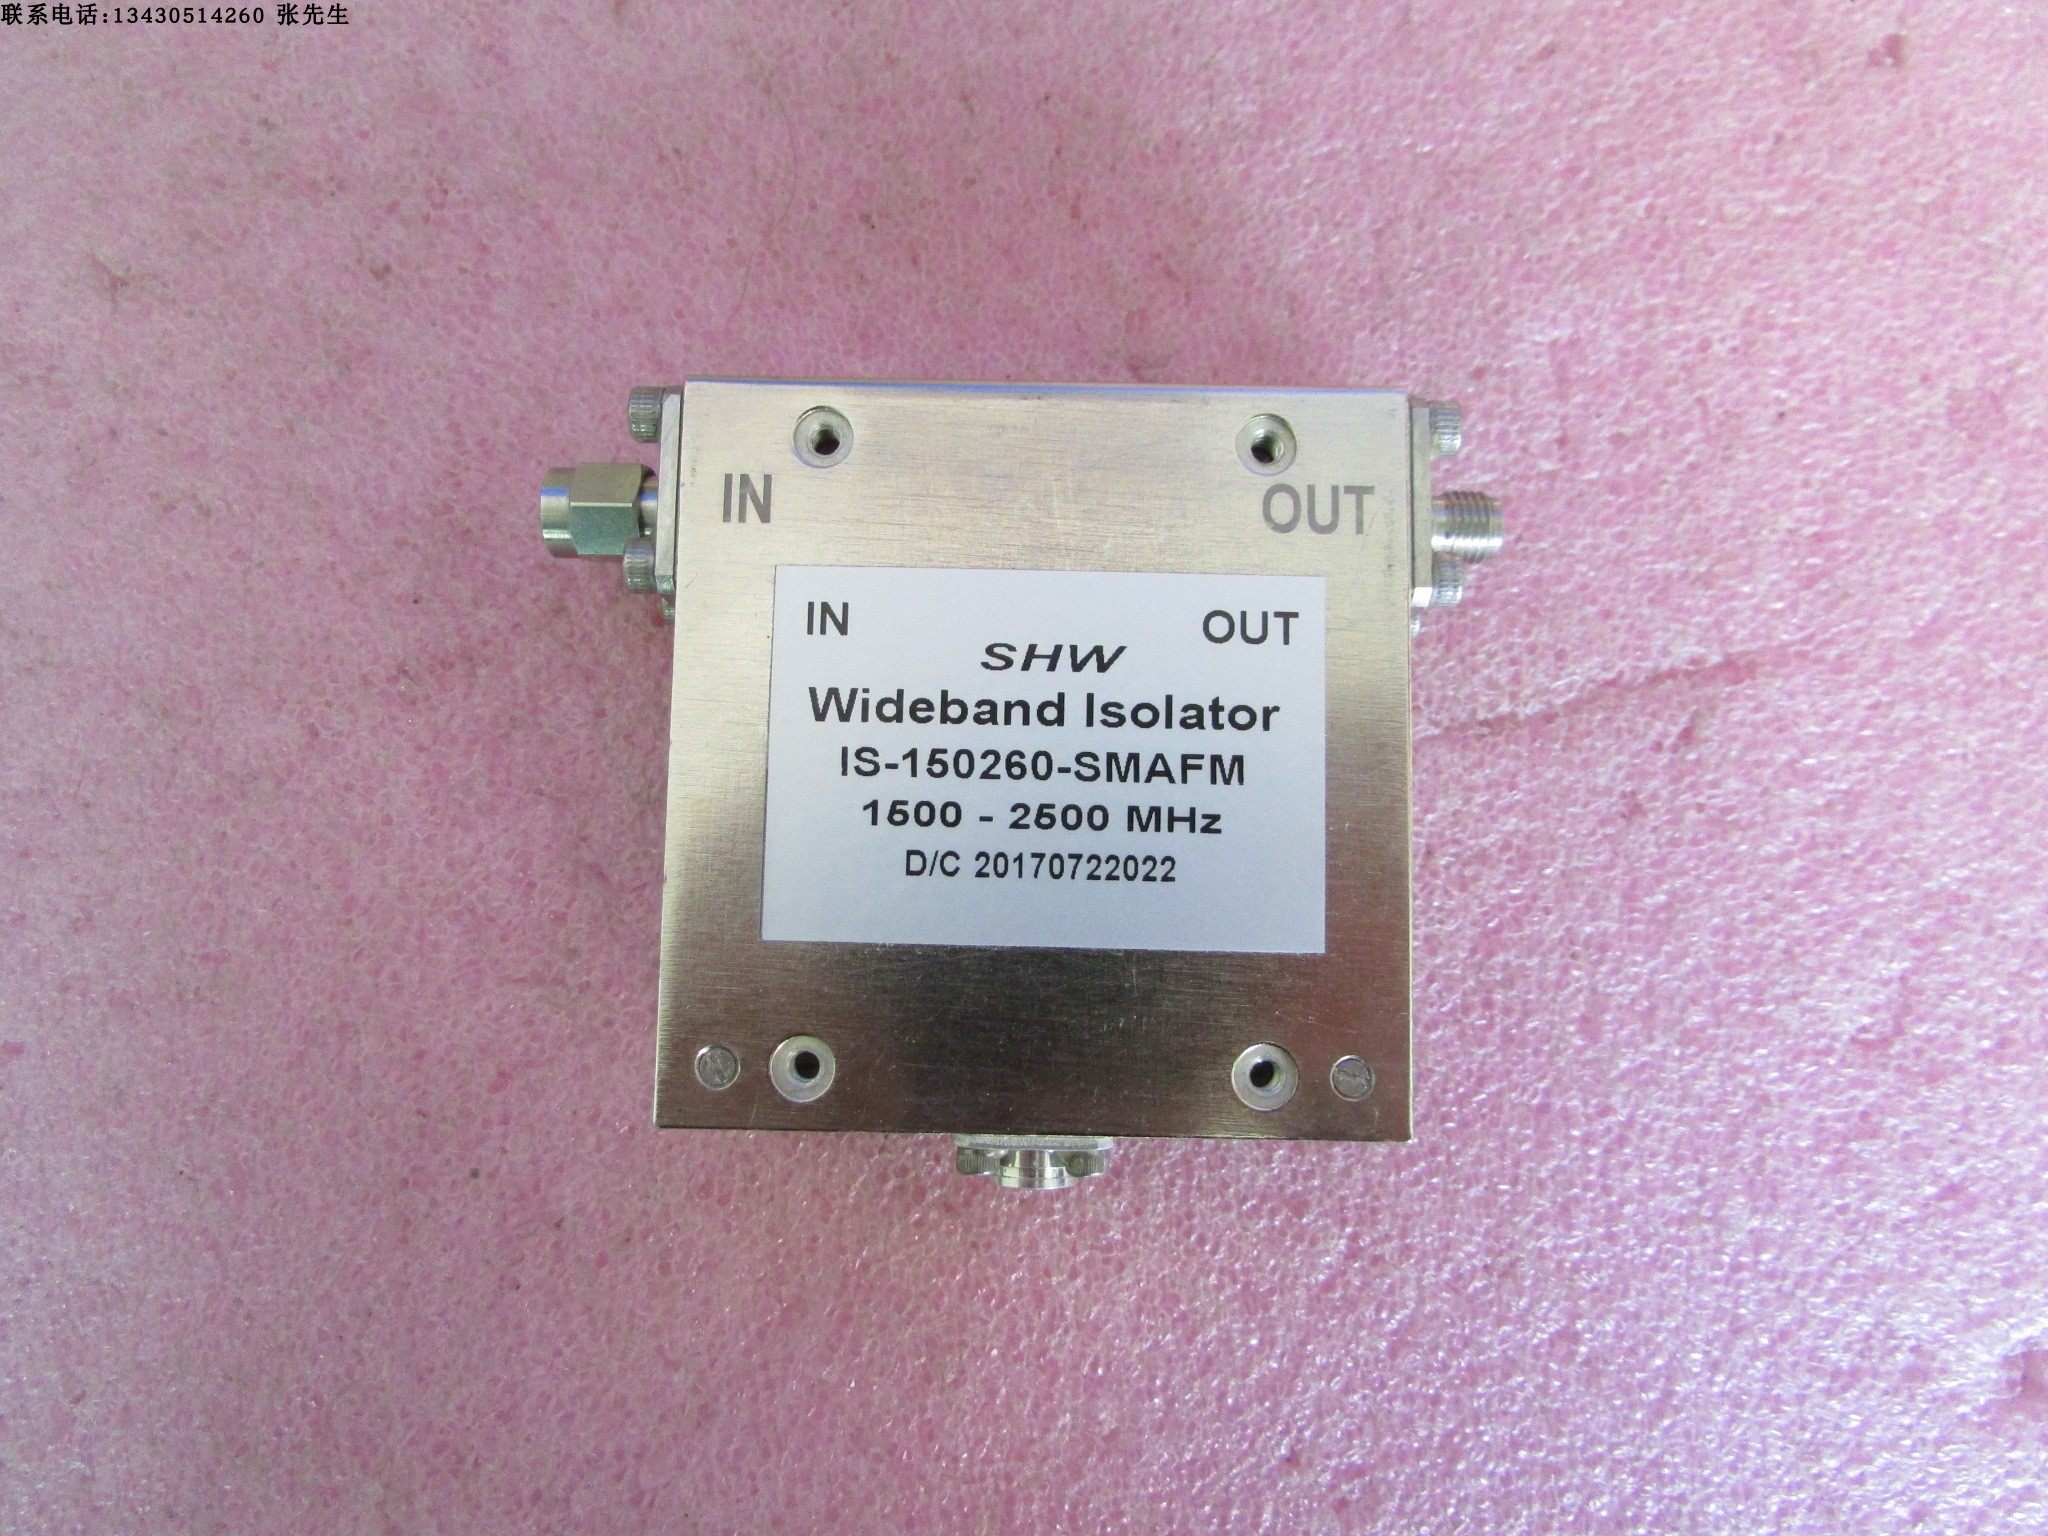 联系电话:13430514260 张先生
IN OUT
IN OUT
SHW
Wideband Isolator
IS-150260-SMAFM
1500 - 2500 MHz
D/C 20170722022